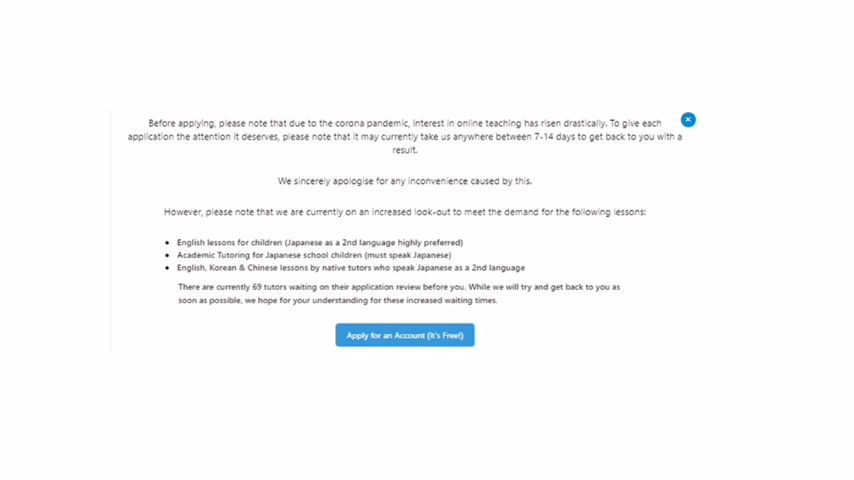 Before applying, please note that due to the corona pandemic, interest in online teaching has risen drastically. To give each
application the attention it deserves, please note that it may currently take us anywhere between 7-14 days to get back to you with a
result.
We sincerely apologise for any inconvenience caused by this.
However, please note that we are currently on an increased look-out to meet the demand for the following lessons:
• English lessons for children (Japanese as a 2nd language highly preferred)
• Academic Tutoring for Japanese school children (must speak Japanese)
• English, Korean & Chinese lessons by native tutors who speak Japanese as a 2nd language
There are currently 69 tutors waiting on their application review before you. While we will try and get back to you as
soon as possible, we hope for your understanding for these increased waiting times.
Apply for an Account (It's Free!)